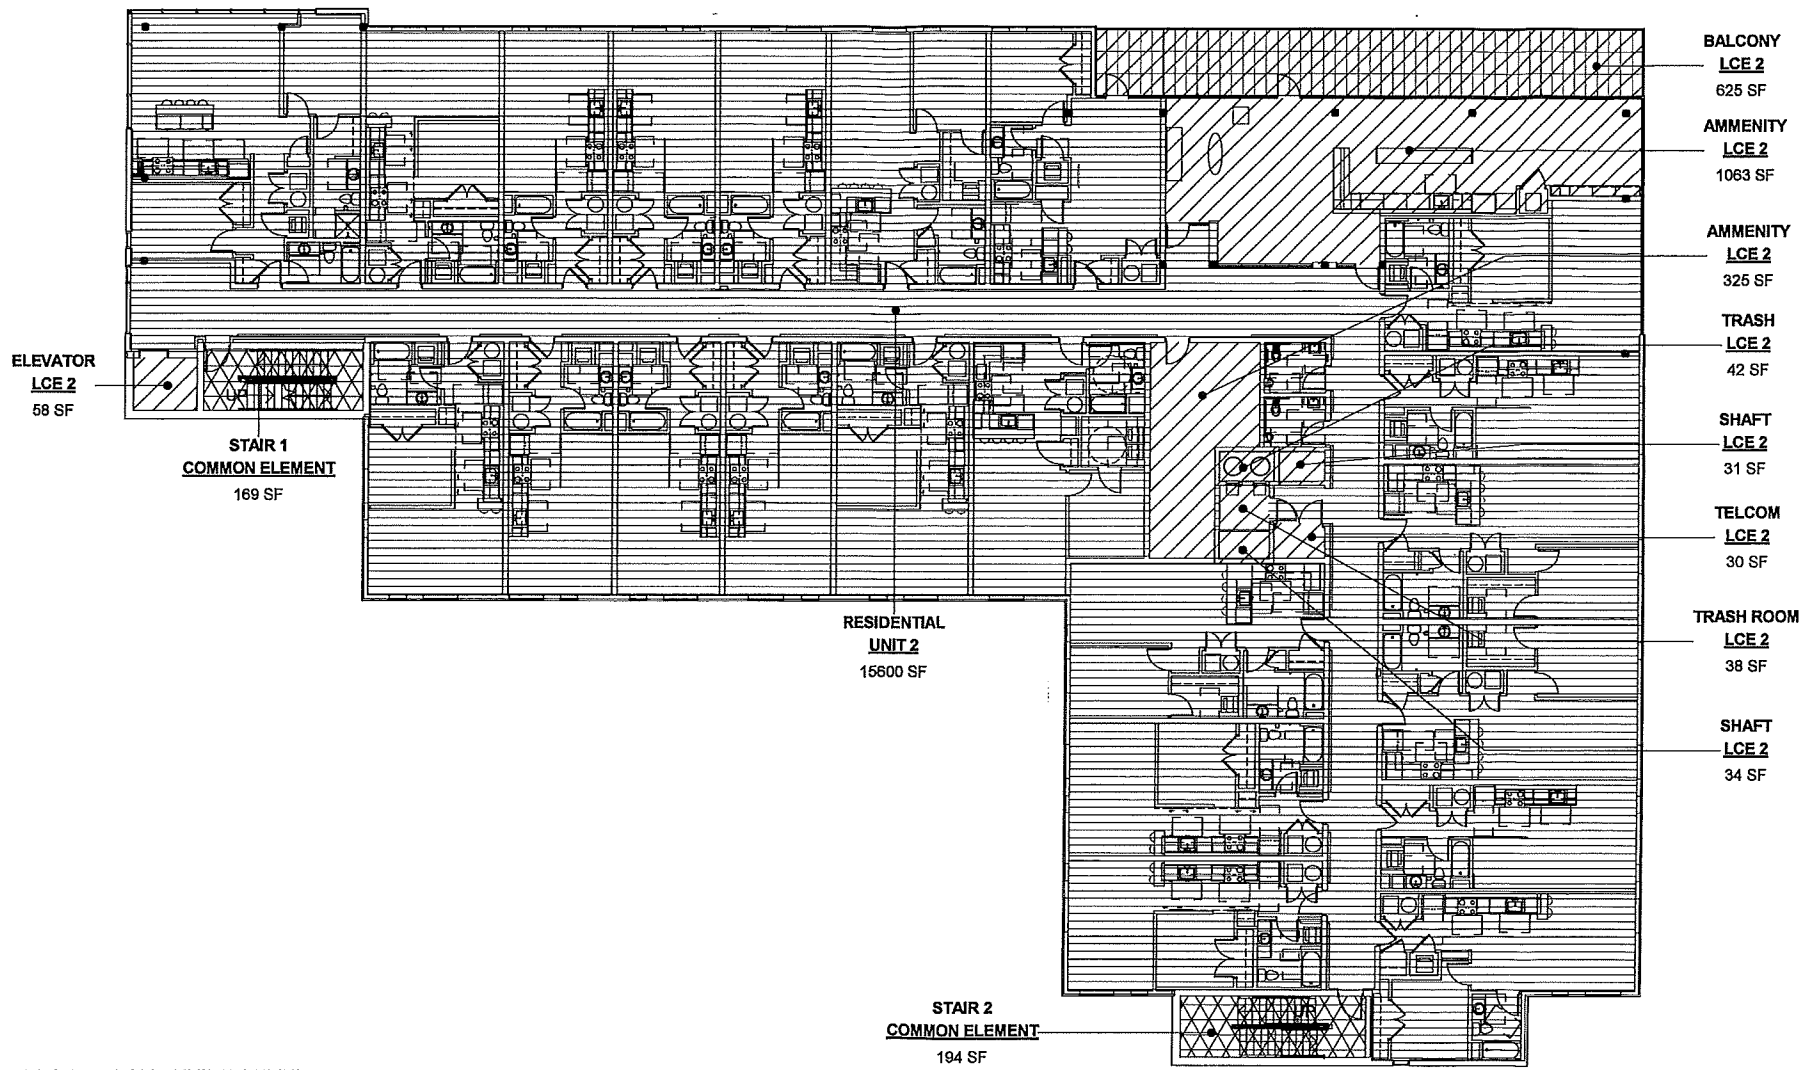 BALCONY
LCE 2
625 SF
AMMENITY
LCE 2
1063 SF
AMMENITY
LCE 2
325 SF
TRASH
LCE 2
42 SF
ELEVATOR
LCE 2
58 SF
SHAFT
LCE 2
31 SF
STAIR 1
COMMON ELEMENT
169 SF
TELCOM
LCE 2
30 SF
RESIDENTIAL
UNIT 2
15600 SF
TRASH ROOM
LCE 2
38 SF
SHAFT
LCE 2
34 SF
STAIR 2
COMMON ELEMENT
194 SF
UP
UP